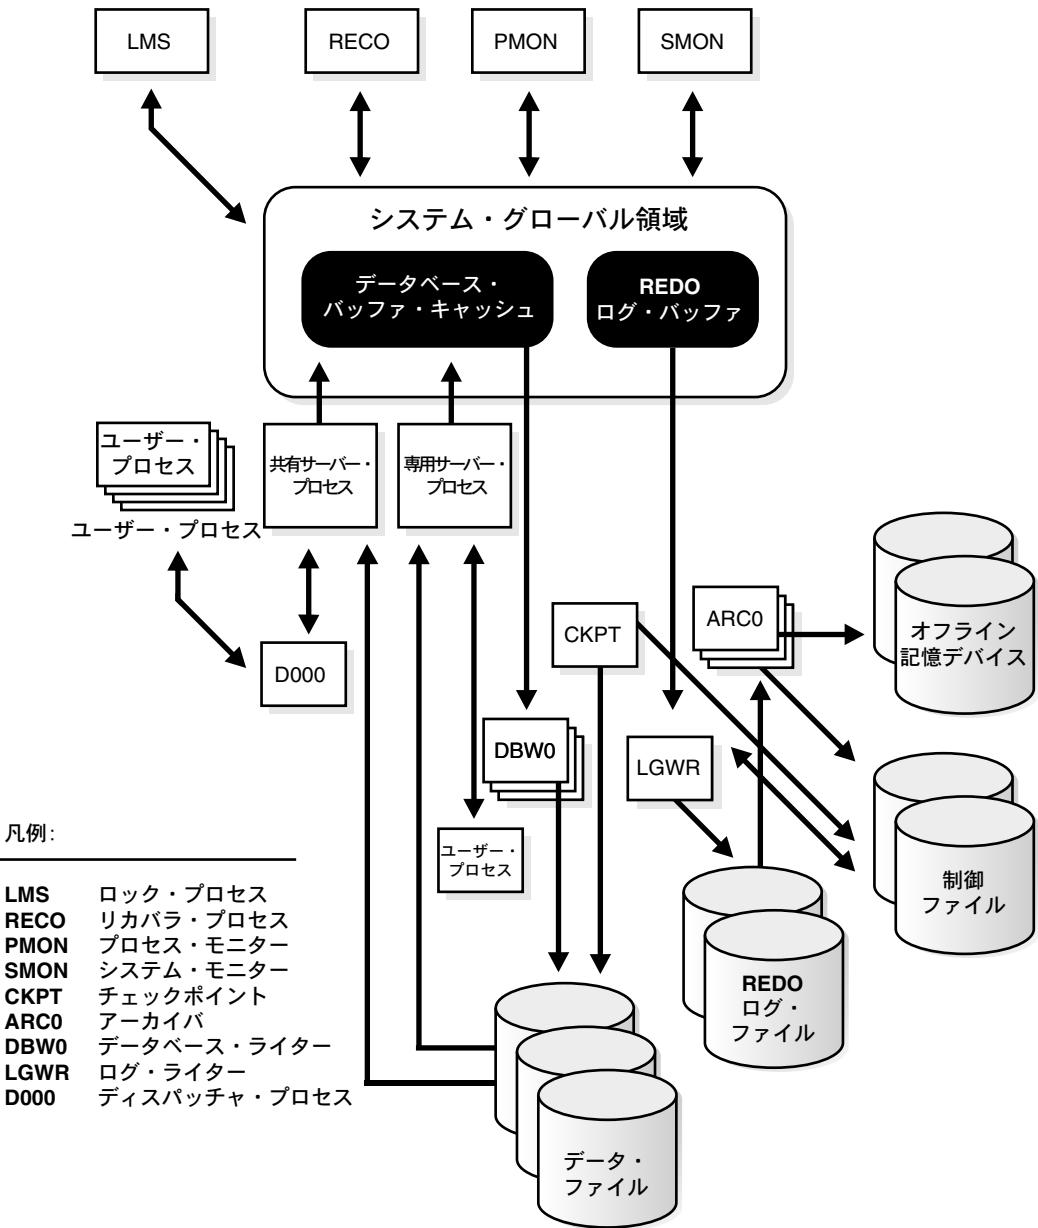 LMS
RECO
PMON
SMON
システム・グローバル領域
データベース・
バッファ・キャッシュ
REDO
ログ・バッファ
ユーザー・
プロセス
ユーザー・プロセス
共有サーバー・
プロセス
専用サーバー・
プロセス
D000
CKPT
ARC0
オフライン
記憶デバイス
DBW0
LGWR
ユーザー・
プロセス
制御
ファイル
REDO
ログ・
ファイル
データ・
ファイル
凡例:
LMS ロック・プロセス
RECO リカバラ・プロセス
PMON プロセス・モニター
SMON システム・モニター
CKPT チェックポイント
ARC0 アーカイバ
DBW0 データベース・ライター
LGWR ログ・ライター
D000 ディスパッチャ・プロセス